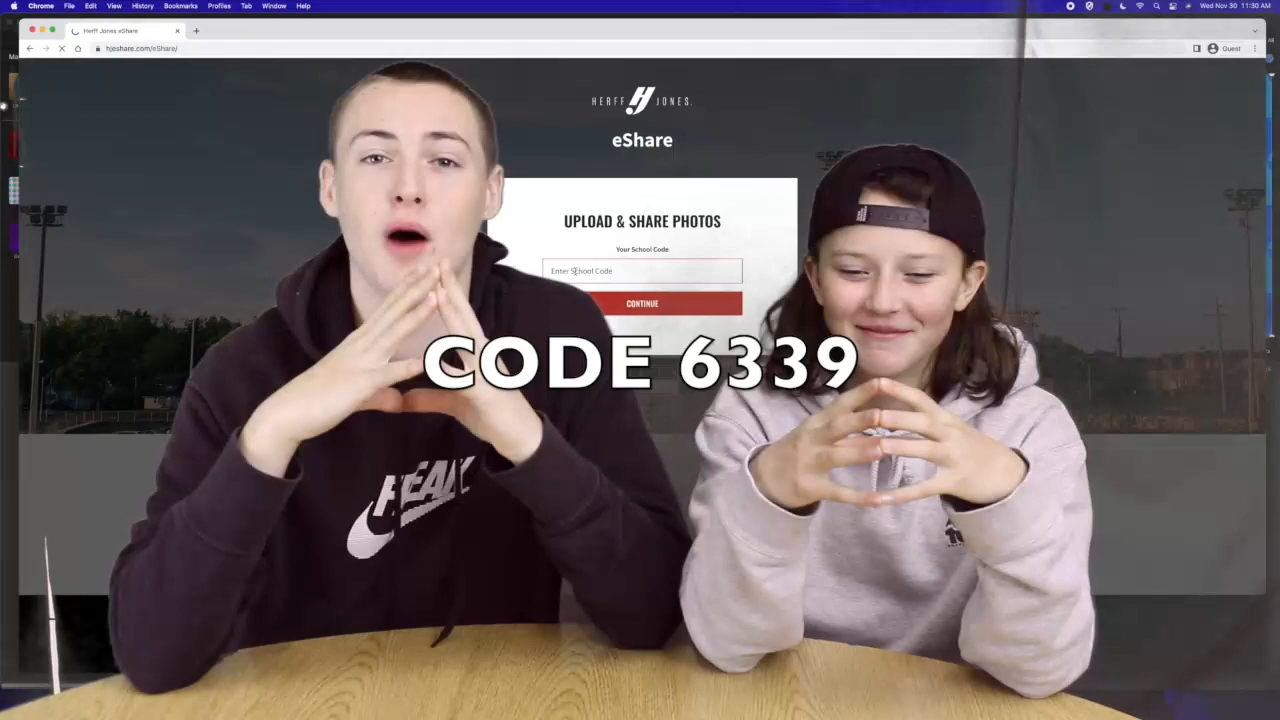 Chrome File Edit View History Bookmarks Profiles Tab Window Help
Wed Nov 30 11:30 AM
Herff Jones eShare
hjeshare.com/eShare/
Guest
HERFF JONES.
eShare
UPLOAD & SHARE PHOTOS
Your School Code
Enter School Code
CONTINUE
CODE 6339